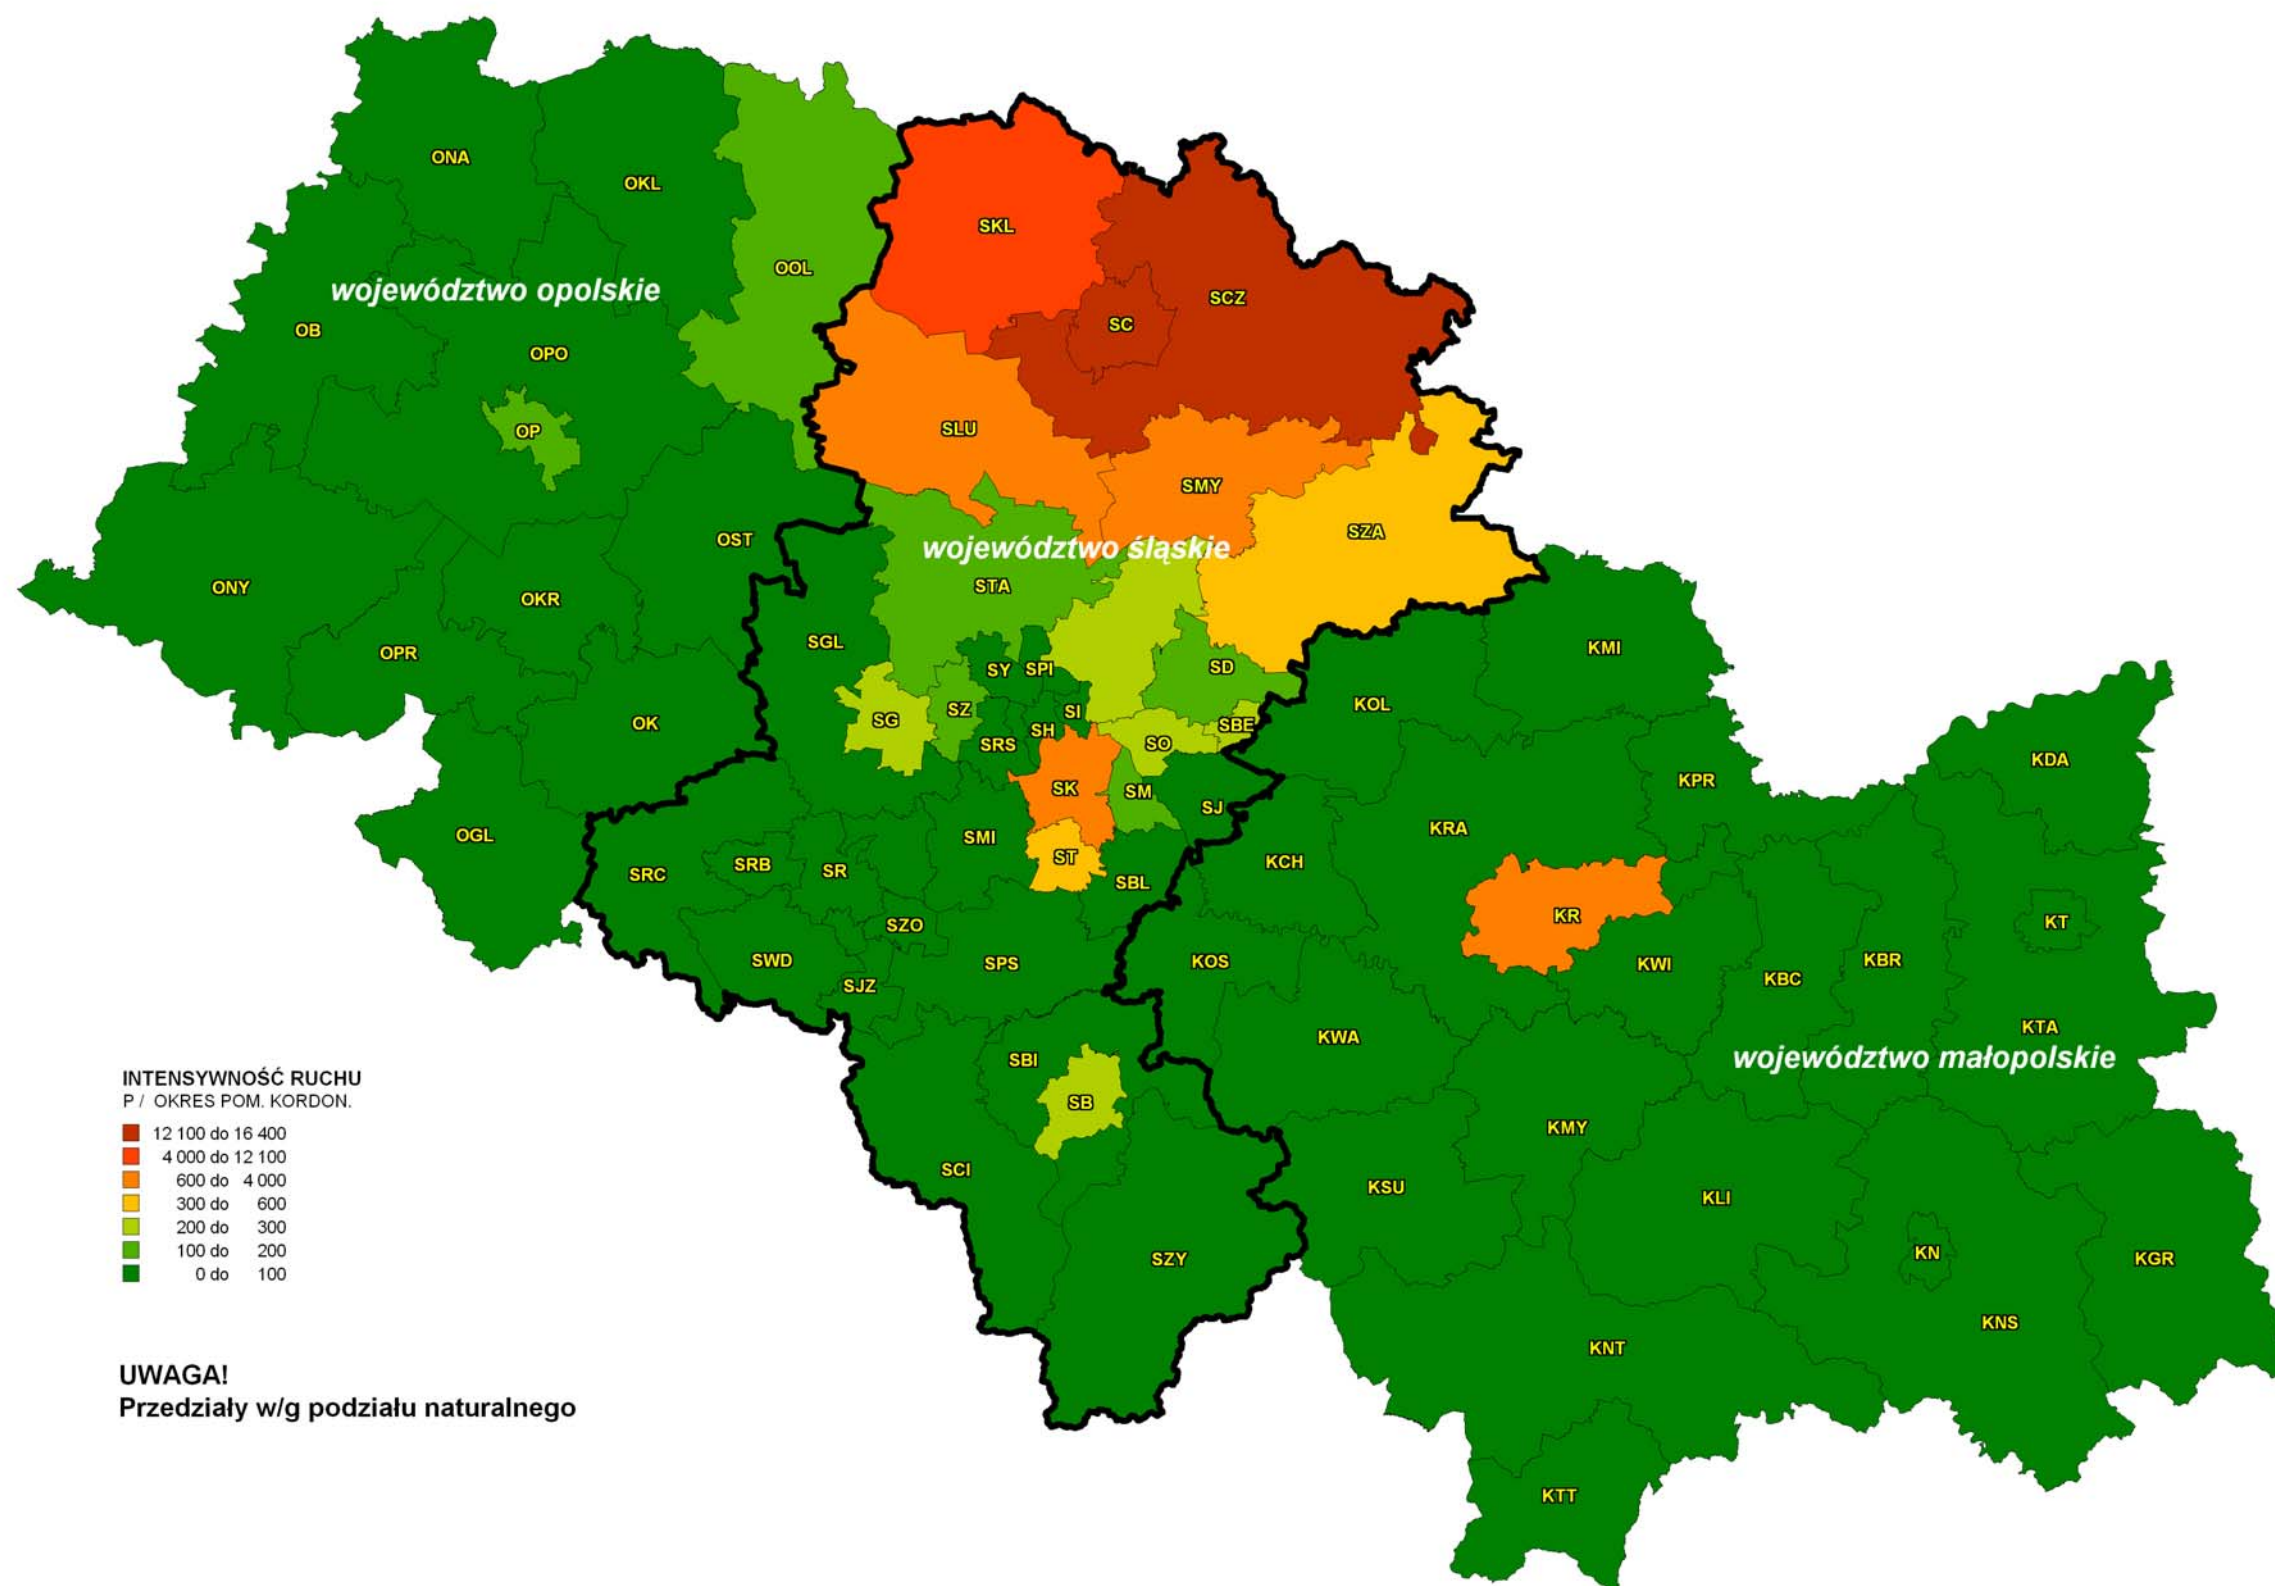 ONA
OKL
SKL
OOL
województwo opolskie
SCZ
OB
SC
OPO
SLU
OP
SMY
SZA
OST
województwo śląskie
ONY
STA
OKR
SGL
KMI
OPR
SY
SPI
SD
KOL
OK
SG
SZ
SI
SH
SBE
SRS
SO
KDA
SK
SM
KPR
SJ
OGL
SMI
KRA
ST
KCH
SRC
SRB
SR
SBL
KR
KT
SZO
SWD
SPS
KOS
KWI
KBC
KBR
SJZ
KTA
KWA
województwo małopolskie
SBI
INTENSYWNOŚĆ RUCHU
P / OKRES POM. KORDON.
SB
KMY
12 100 do 16 400
4 000 do 12 100
600 do 4 000
300 do 600
200 do 300
100 do 200
0 do 100
SCI
KSU
KLI
SZY
KN
KGR
KNS
KNT
UWAGA!
Przedziały w/g podziału naturalnego
KTT